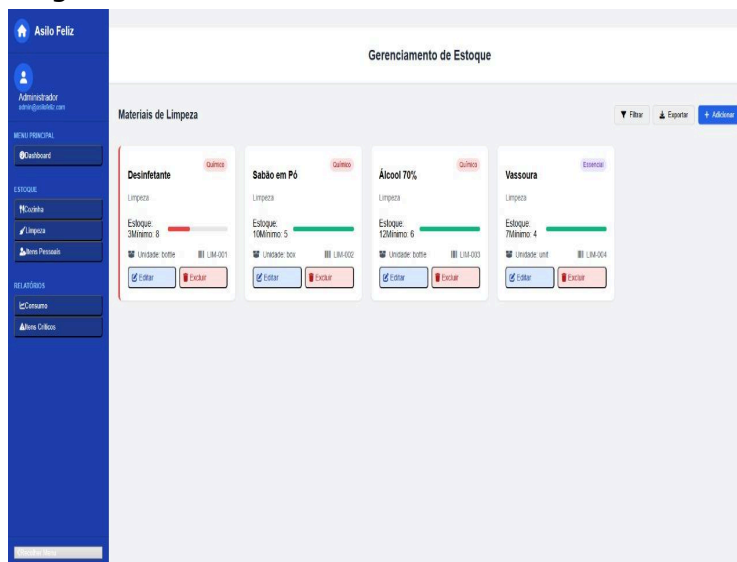 Asilo Feliz
Administrador
admin@asilofeliz.com
MENU PRINCIPAL
Dashboard
ESTOQUE
Cozinha
Limpeza
Itens Pessoais
RELATÓRIOS
Consumo
Itens Críticos
Gerenciamento de Estoque
Materiais de Limpeza
Filtrar
Exportar
+ Adicionar
Químico
Desinfetante
Limpeza
Estoque:
3Mínimo: 8
Unidade: bottle LIM-001
Editar Excluir
Químico
Sabão em Pó
Limpeza
Estoque:
10Mínimo: 5
Unidade: box LIM-002
Editar Excluir
Químico
Álcool 70%
Limpeza
Estoque:
12Mínimo: 6
Unidade: bottle LIM-003
Editar Excluir
Essencial
Vassoura
Limpeza
Estoque:
7Mínimo: 4
Unidade: unit LIM-004
Editar Excluir